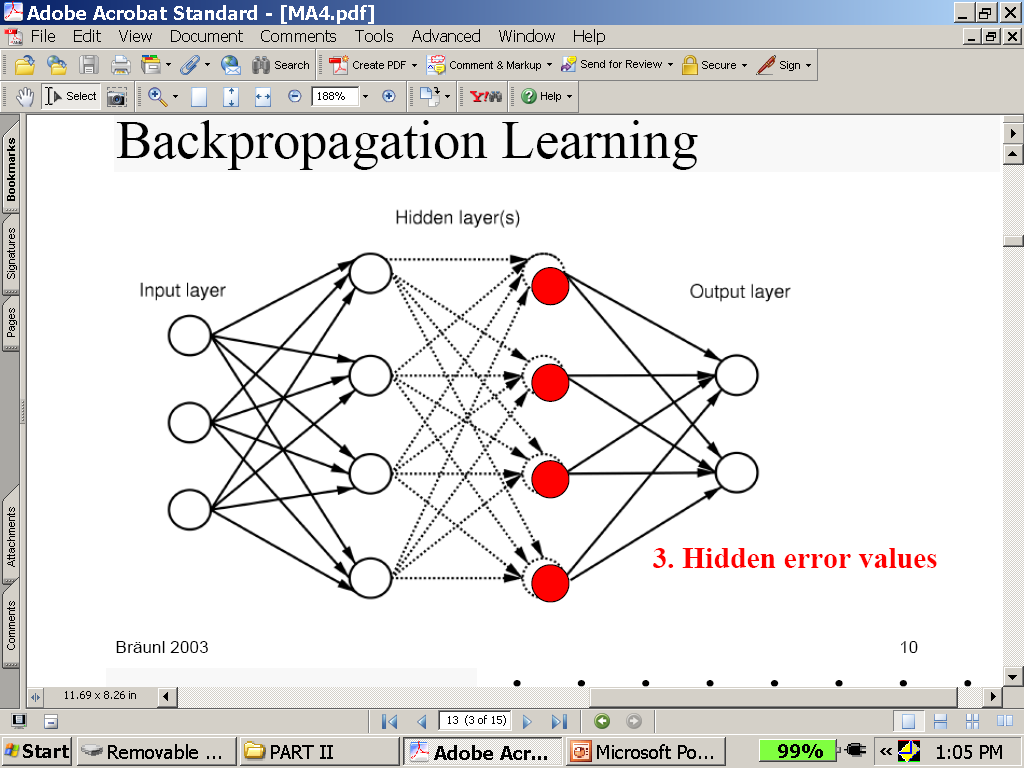 Adobe Acrobat Standard - [MA4.pdf]
File Edit View Document Comments Tools Advanced Window Help
Search Create PDF Comment & Markup Send for Review Secure Sign
Select 188% Y! Help
Backpropagation Learning
Bookmarks
Signatures
Pages
Attachments
Comments
Hidden layer(s)
Input layer
Output layer
3. Hidden error values
Bräunl 2003 10
11.69 x 8.26 in
13 (3 of 15)
Start Removable ... PART II Adobe Acr... Microsoft Po... 99% « 1:05 PM